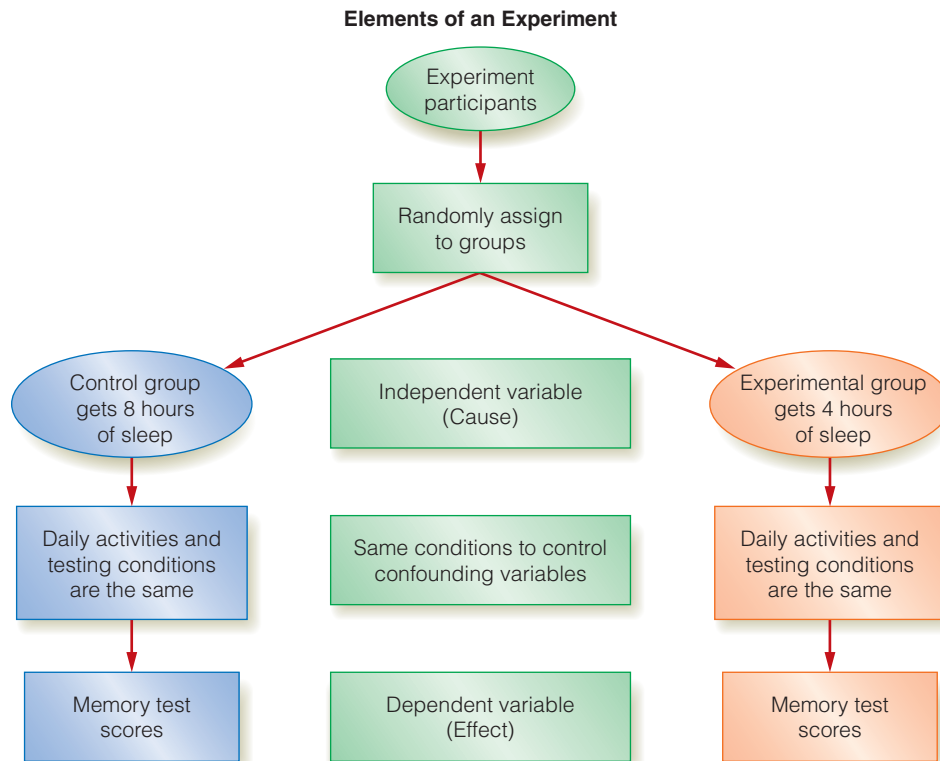 Elements of an Experiment
Experiment
participants
Randomly assign
to groups
Control group
gets 8 hours
of sleep
Independent variable
(Cause)
Experimental group
gets 4 hours
of sleep
Daily activities and
testing conditions
are the same
Same conditions to control
confounding variables
Daily activities and
testing conditions
are the same
Memory test
scores
Dependent variable
(Effect)
Memory test
scores